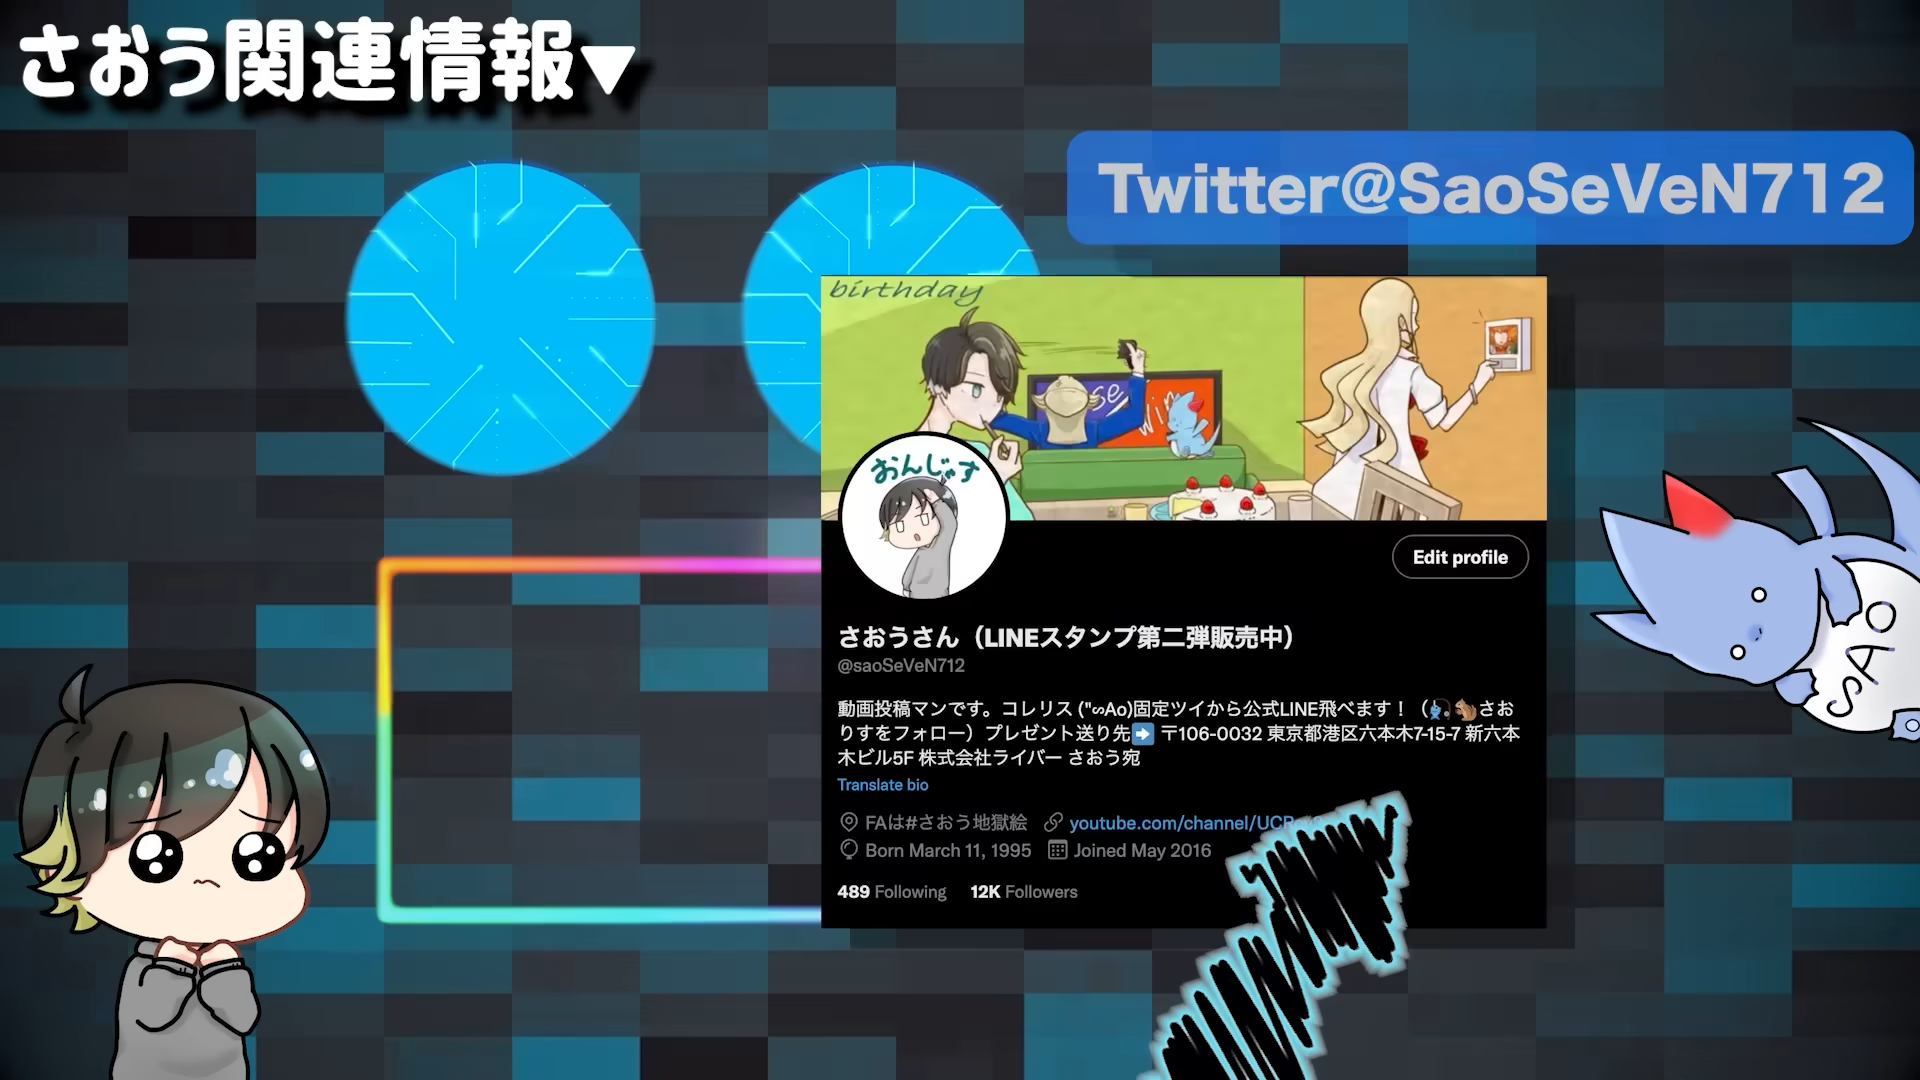 さおう関連情報▼
Twitter@SaoSeVeN712
birthday
se
win
おんじゃす
Edit profile
さおうさん（LINEスタンプ第二弾販売中）
@saoSeVeN712
動画投稿マンです。コレリス ("∞Ao)固定ツイから公式LINE飛べます！（🎣🐿️さお
りすをフォロー）プレゼント送り先➡️ 〒106-0032 東京都港区六本木7-15-7 新六本
木ビル5F 株式会社ライバー さおう宛
Translate bio
FAは#さおう地獄絵 youtube.com/channel/UC
Born March 11, 1995 Joined May 2016
489 Following 12K Followers
SAO